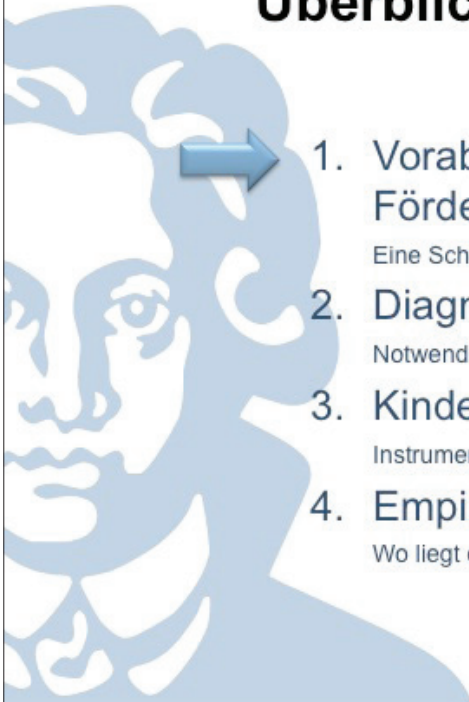 Überblic
1. Vorab
Förde
Eine Sch
2. Diagn
Notwend
3. Kinde
Instrumen
4. Empi
Wo liegt